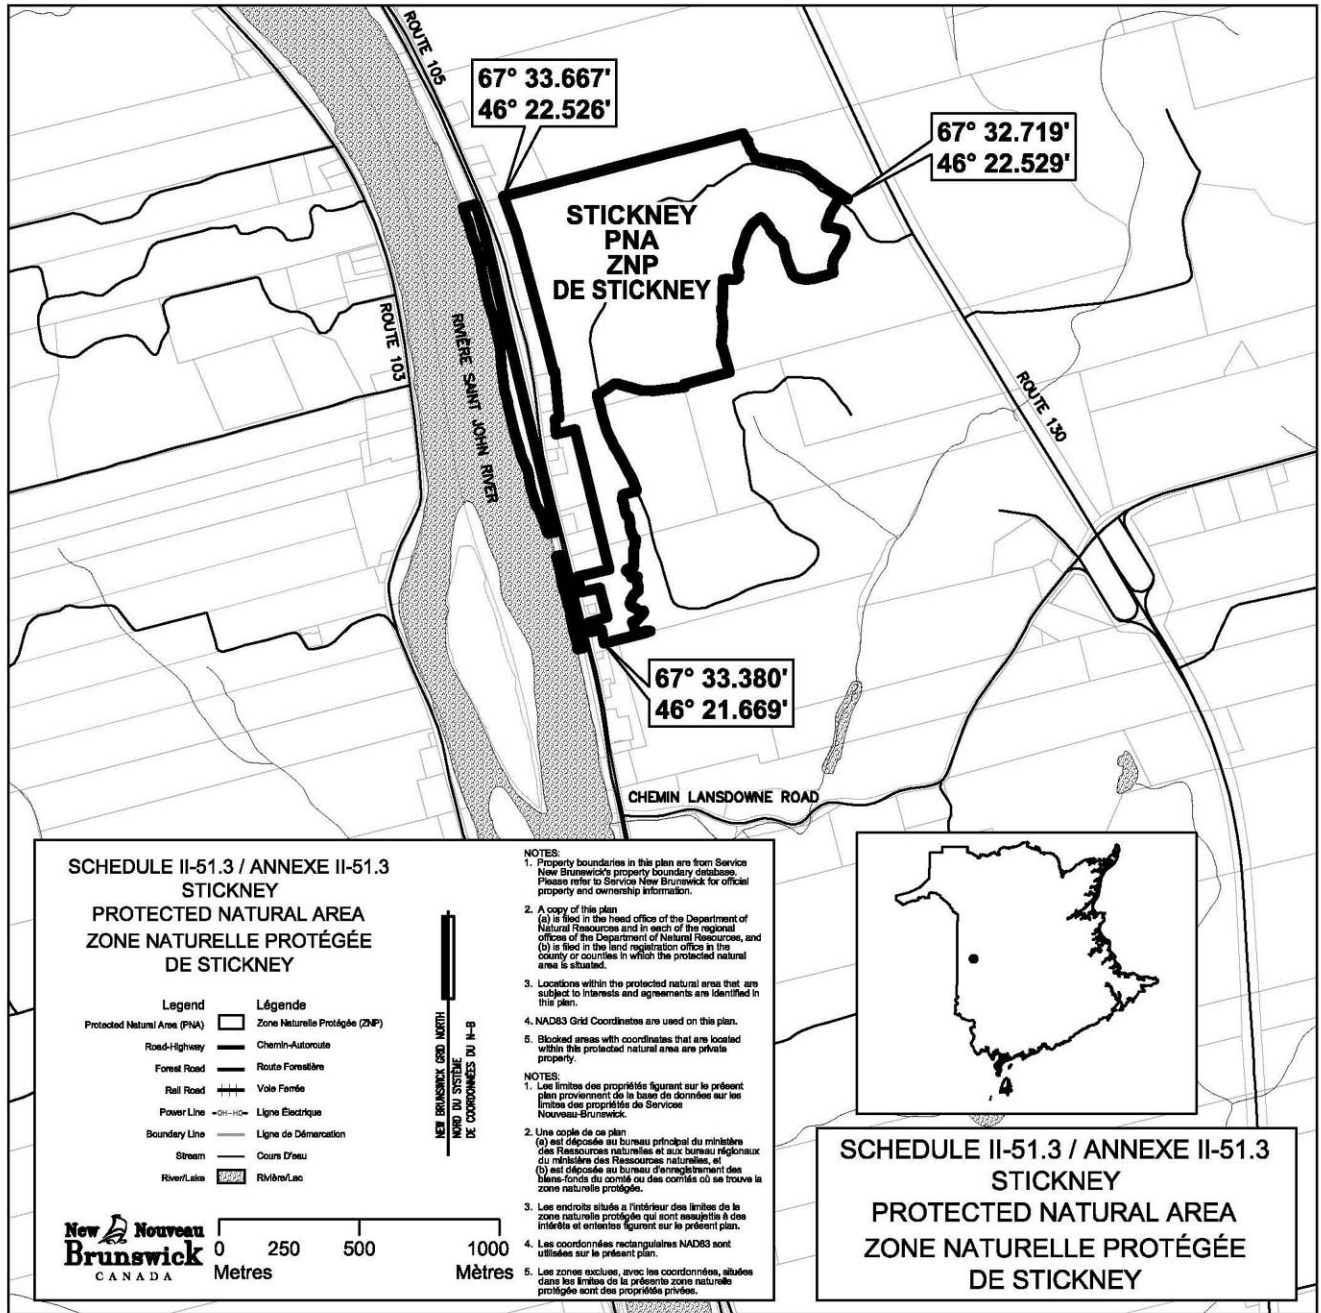 ROUTE 105
67° 33.667'
46° 22.526'
67° 32.719'
46° 22.529'
STICKNEY
PNA
ZNP
DE STICKNEY
ROUTE 103
RIVIÈRE SAINT JOHN RIVER
ROUTE 130
67° 33.380'
46° 21.669'
CHEMIN LANSDOWNE ROAD
SCHEDULE II-51.3 / ANNEXE II-51.3
STICKNEY
PROTECTED NATURAL AREA
ZONE NATURELLE PROTÉGÉE
DE STICKNEY
Legend Légende
Protected Natural Area (PNA) Zone Naturelle Protégée (ZNP)
Road-Highway Chemin-Autoroute
Forest Road Route Forestière
Rail Road Voie Ferrée
Power Line -OH-HO- Ligne Électrique
Boundary Line Ligne de Démarcation
Stream Cours D'eau
River/Lake Rivière/Lac
NEW BRUNSWICK GRID NORTH
NORD DU SYSTÈME
DE COORDONNÉES DU N-B
New Nouveau
Brunswick
CANADA
0 250 500 1000
Metres Mètres
NOTES:
1. Property boundaries in this plan are from Service
New Brunswick's property boundary database.
Please refer to Service New Brunswick for official
property and ownership information.
2. A copy of this plan
(a) is filed in the head office of the Department of
Natural Resources and in each of the regional
offices of the Department of Natural Resources, and
(b) is filed in the land registration office in the
county or counties in which the protected natural
area is situated.
3. Locations within the protected natural area that are
subject to interests and agreements are identified in
this plan.
4. NAD83 Grid Coordinates are used on this plan.
5. Blocked areas with coordinates that are located
within this protected natural area are private
property.
NOTES:
1. Les limites des propriétés figurant sur le présent
plan proviennent de la base de données sur les
limites des propriétés de Services
Nouveau-Brunswick.
2. Une copie de ce plan
(a) est déposée au bureau principal du ministère
des Ressources naturelles et aux bureau régionaux
du ministère des Ressources naturelles, et
(b) est déposée au bureau d'enregistrement des
biens-fonds du comté ou des comtés où se trouve la
zone naturelle protégée.
3. Les endroits situés a l'intérieur des limites de la
zone naturelle protégée qui sont assujettis à des
intérêts et ententes figurent sur le présent plan.
4. Les coordonnées rectangulaires NAD83 sont
utilisées sur le présent plan.
5. Les zones exclues, avec les coordonnées, situées
dans les limites de la présente zone naturelle
protégée sont des propriétés privées.
SCHEDULE II-51.3 / ANNEXE II-51.3
STICKNEY
PROTECTED NATURAL AREA
ZONE NATURELLE PROTÉGÉE
DE STICKNEY